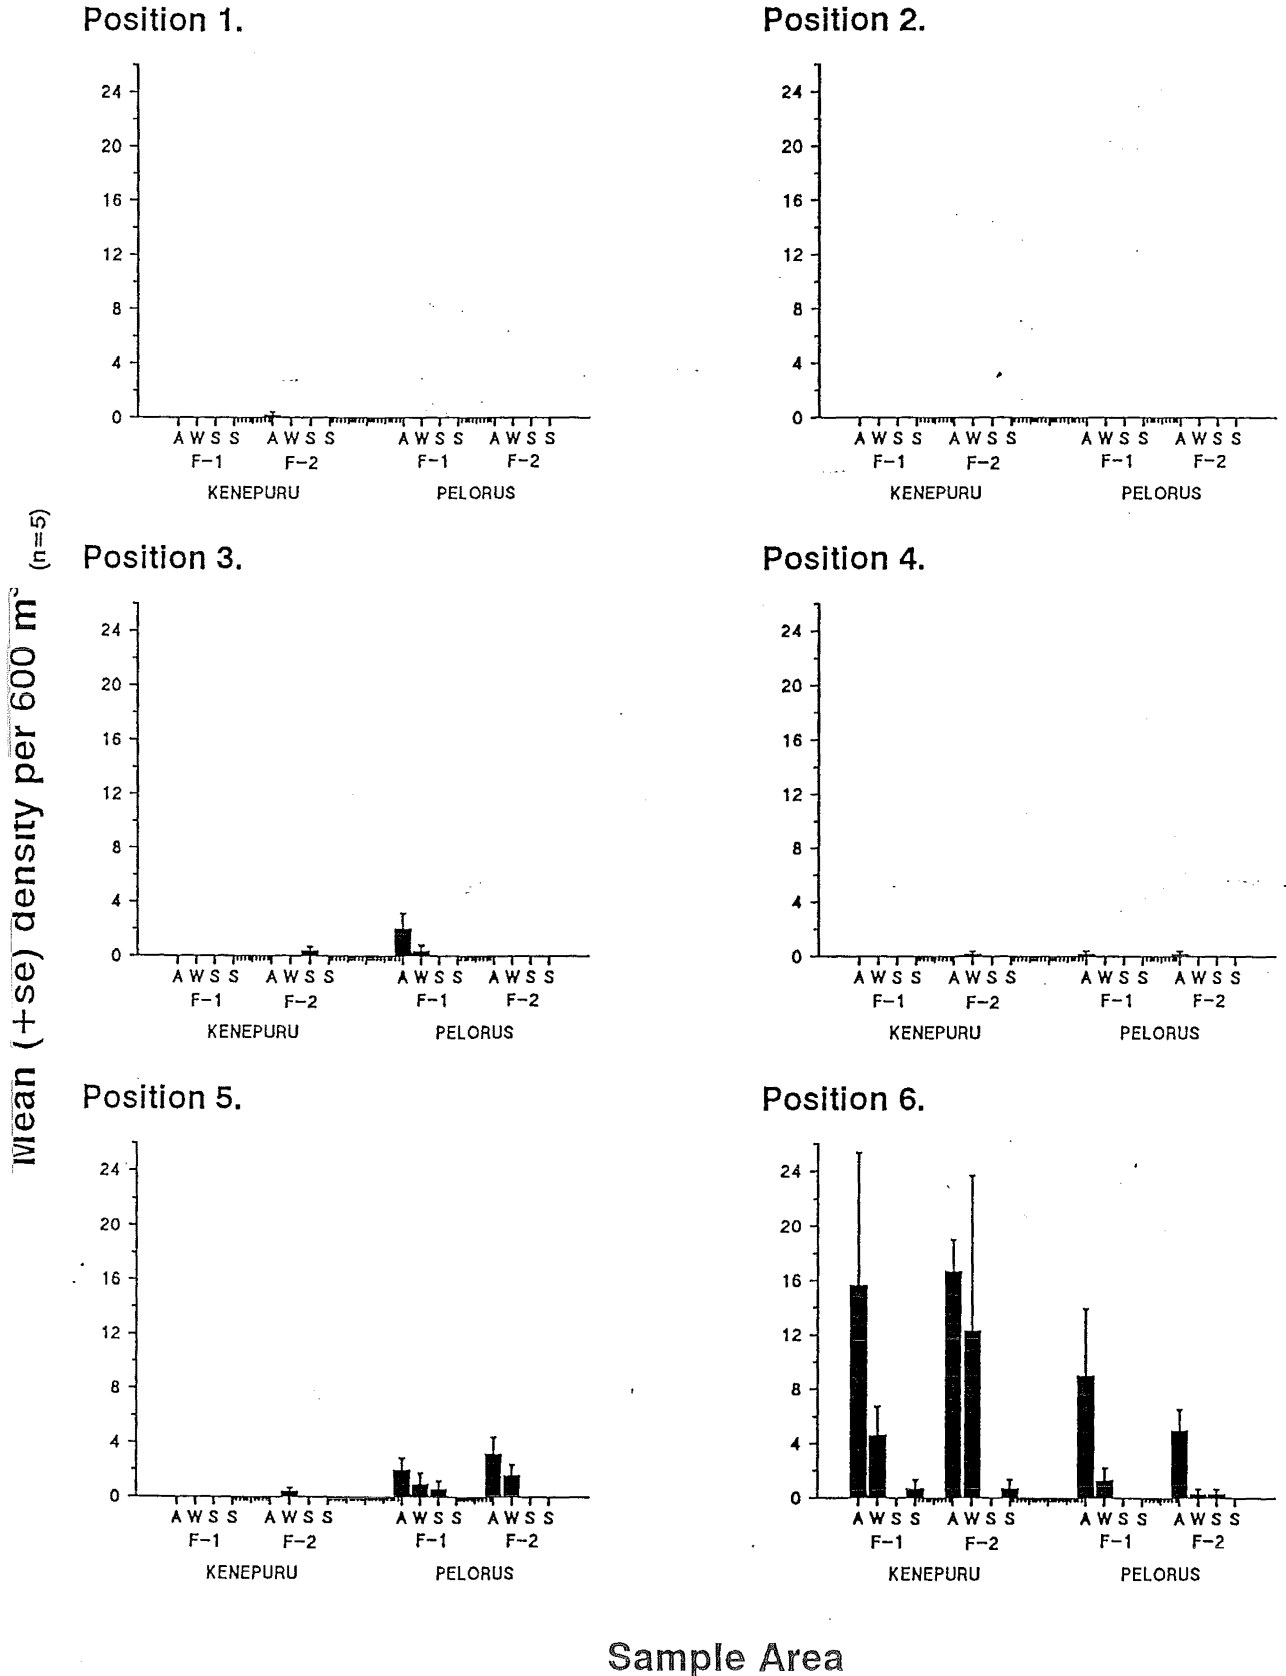 Position 1.
24
20
16
12
8
4
0
A W S S A W S S A W S S A W S S
F-1 F-2 F-1 F-2
KENEPURU PELORUS
Position 2.
24
20
16
12
8
4
0
A W S S A W S S A W S S A W S S
F-1 F-2 F-1 F-2
KENEPURU PELORUS
Position 3.
24
20
16
12
8
4
0
A W S S A W S S A W S S A W S S
F-1 F-2 F-1 F-2
KENEPURU PELORUS
Position 4.
24
20
16
12
8
4
0
A W S S A W S S A W S S A W S S
F-1 F-2 F-1 F-2
KENEPURU PELORUS
Position 5.
24
20
16
12
8
4
0
A W S S A W S S A W S S A W S S
F-1 F-2 F-1 F-2
KENEPURU PELORUS
Position 6.
24
20
16
12
8
4
0
A W S S A W S S A W S S A W S S
F-1 F-2 F-1 F-2
KENEPURU PELORUS
Mean (+se) density per 600 m³ (n=5)
Sample Area